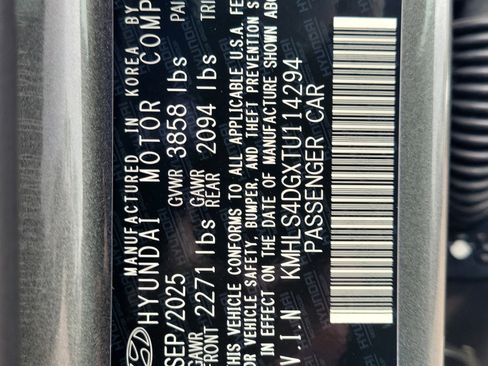 MANUFACTURED IN KOREA BY
HYUNDAI MOTOR COMP
SEP/2025 GVWR 3858 lbs PAI
GAWR FRONT 2271 lbs GAWR REAR 2094 lbs TRI
THIS VEHICLE CONFORMS TO ALL APPLICABLE U.S.A. FE
VEHICLE SAFETY, BUMPER, AND THEFT PREVENTION S
IN EFFECT ON THE DATE OF MANUFACTURE SHOWN ABO
V.I.N KMHLS4DGXTU114294
PASSENGER CAR